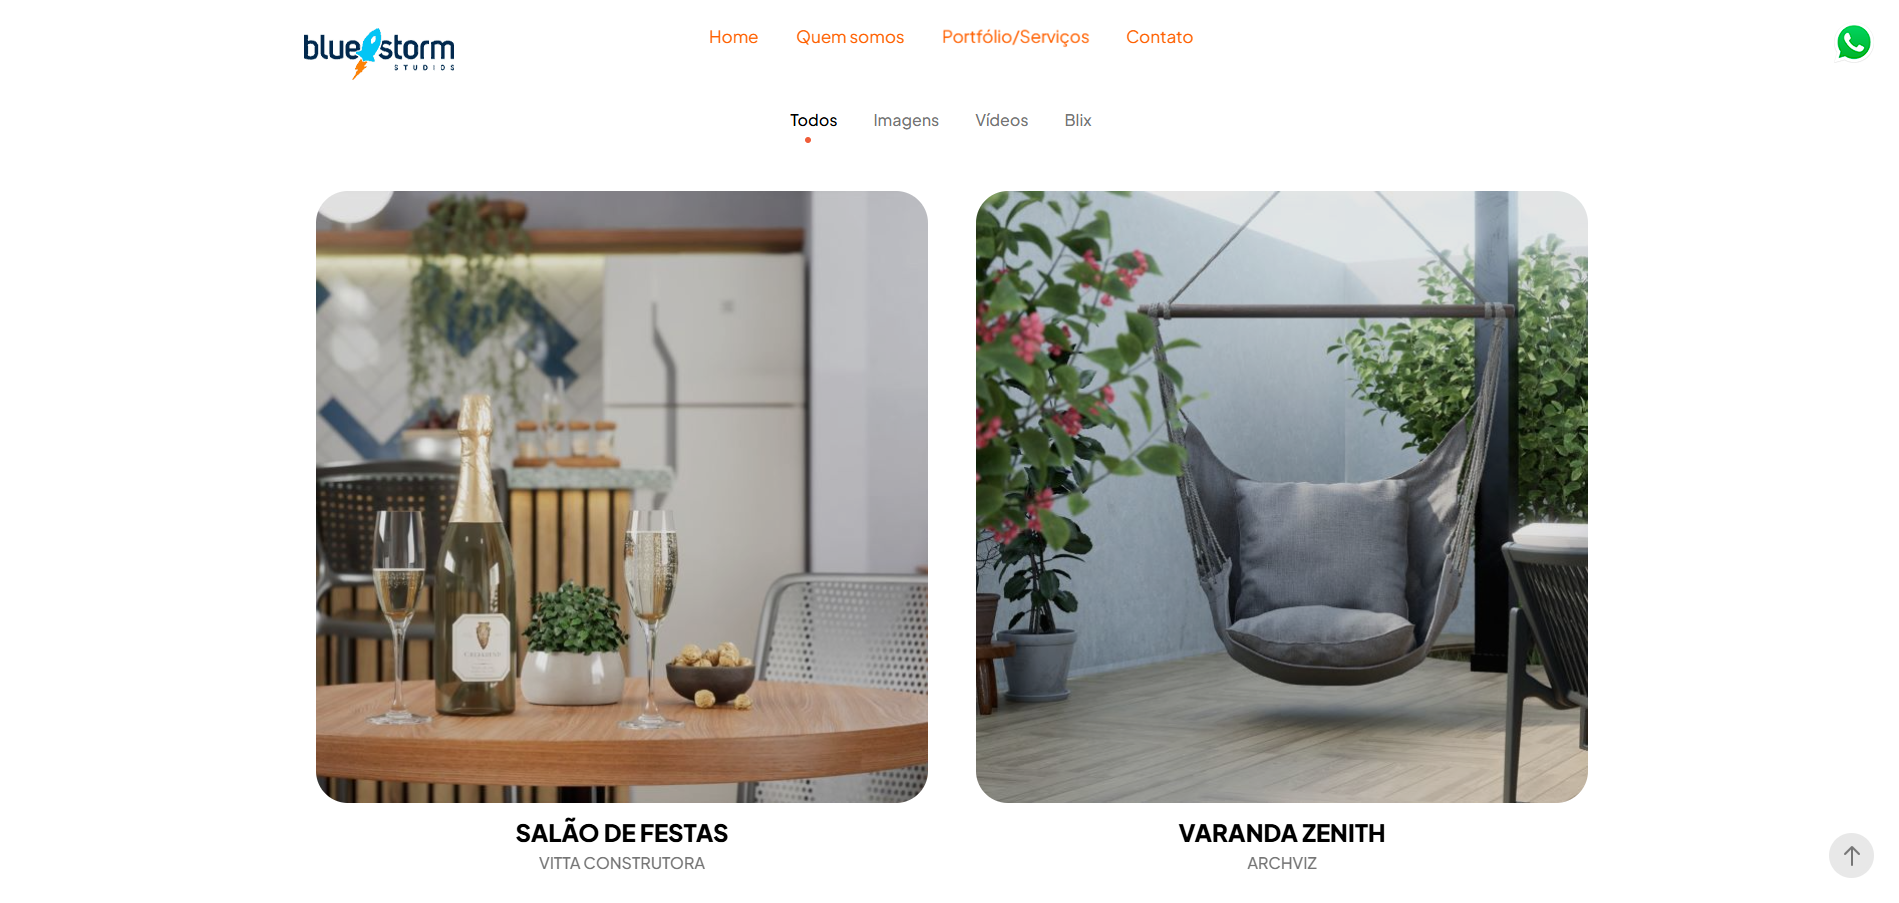 bluestorm
STUDIOS
Home Quem somos Portfólio/Serviços Contato
Todos Imagens Vídeos Blix
SALÃO DE FESTAS
VITTA CONSTRUTORA
VARANDA ZENITH
ARCHVIZ